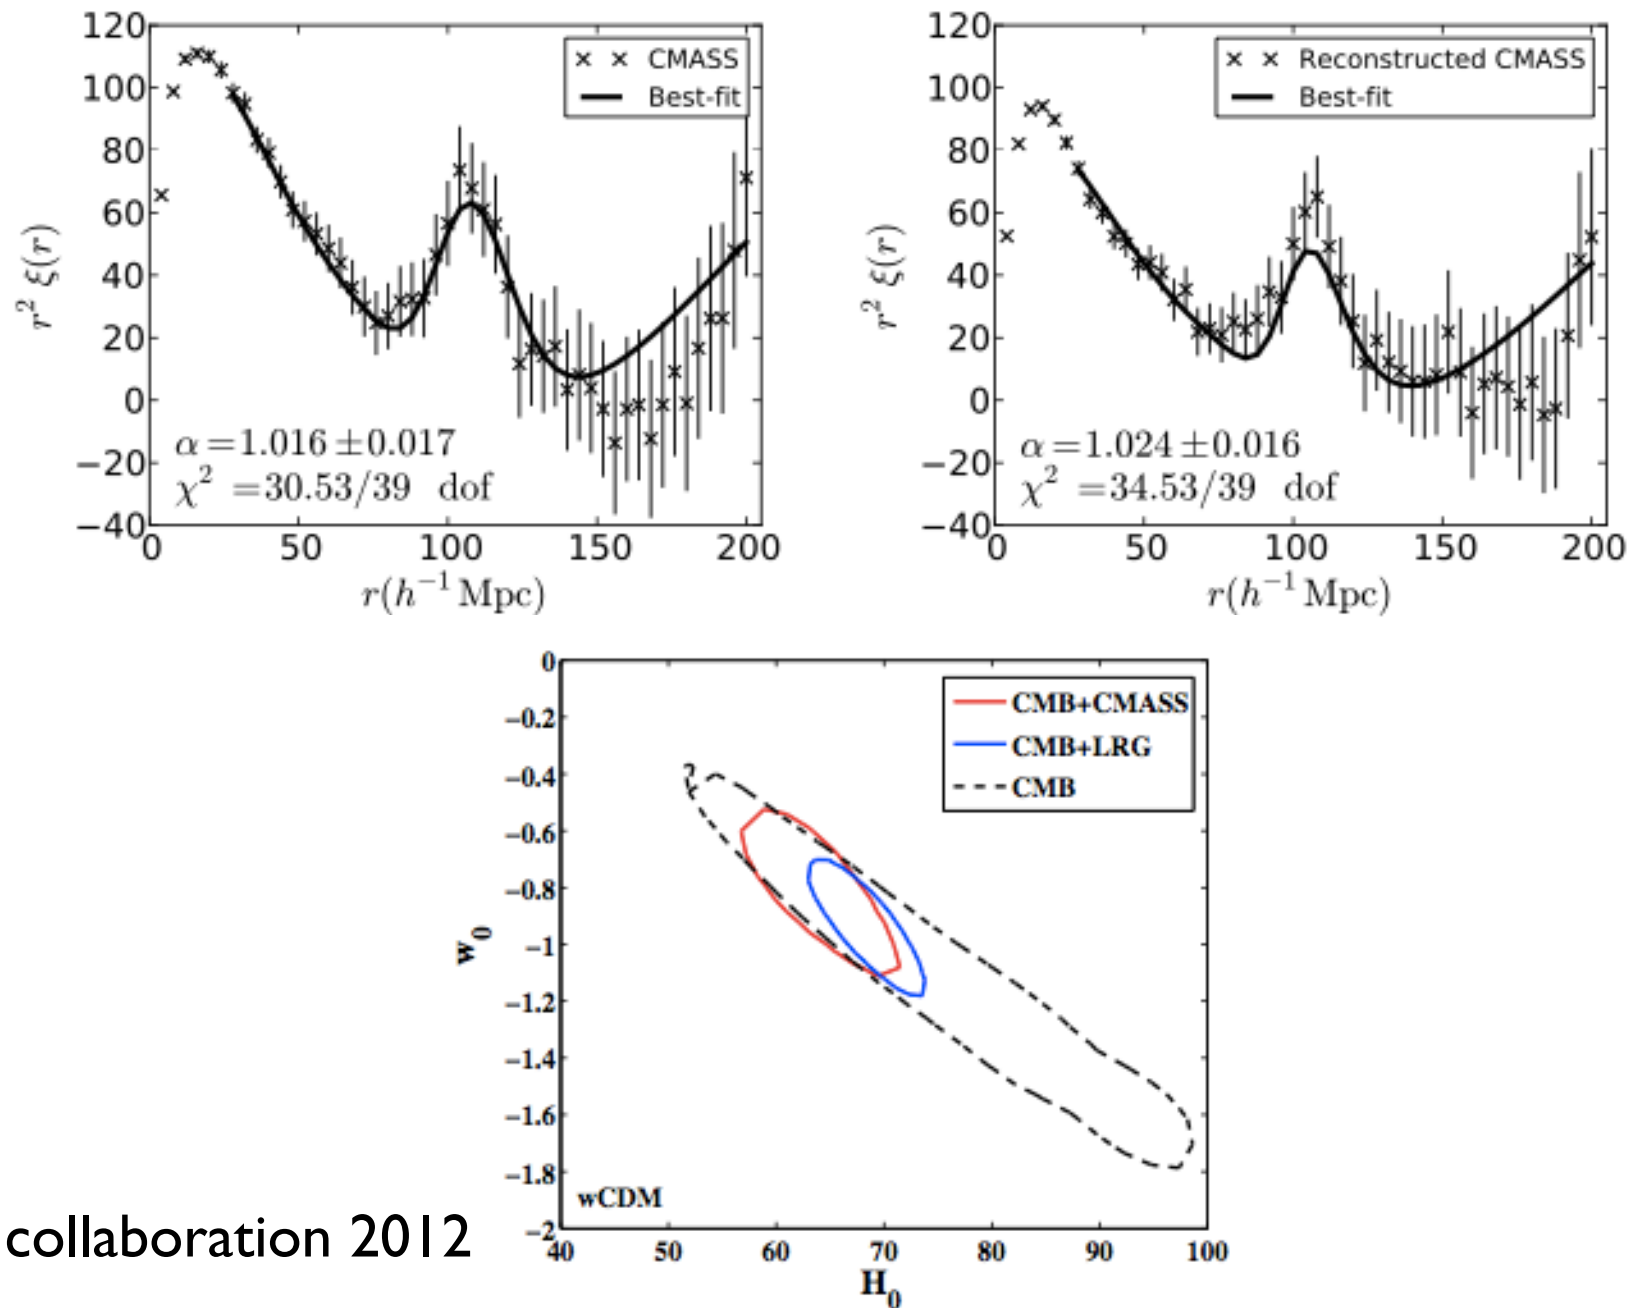 120
100
80
60
40
20
0
−20
−40
r² ξ(r)
× × CMASS
Best-fit
α=1.016±0.017
χ² =30.53/39 dof
0 50 100 150 200
r(h⁻¹ Mpc)
120
100
80
60
40
20
0
−20
−40
r² ξ(r)
× × Reconstructed CMASS
Best-fit
α=1.024±0.016
χ² =34.53/39 dof
0 50 100 150 200
r(h⁻¹ Mpc)
0
−0.2
−0.4
−0.6
−0.8
−1
−1.2
−1.4
−1.6
−1.8
−2
w₀
CMB+CMASS
CMB+LRG
CMB
wCDM
40 50 60 70 80 90 100
H₀
collaboration 2012